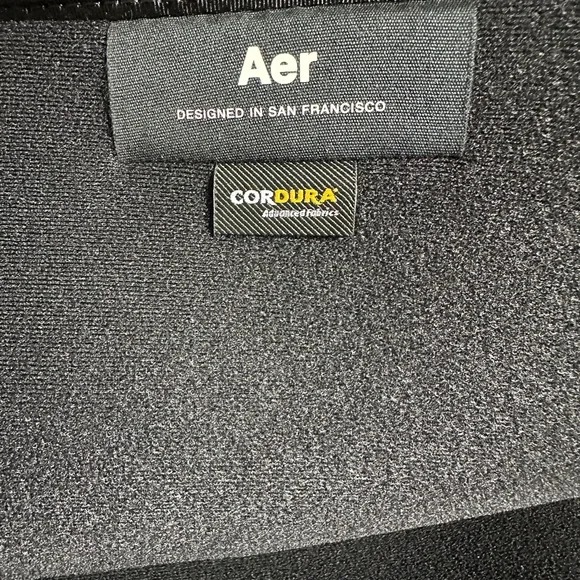 Aer
DESIGNED IN SAN FRANCISCO
CORDURA®
Advanced Fabrics